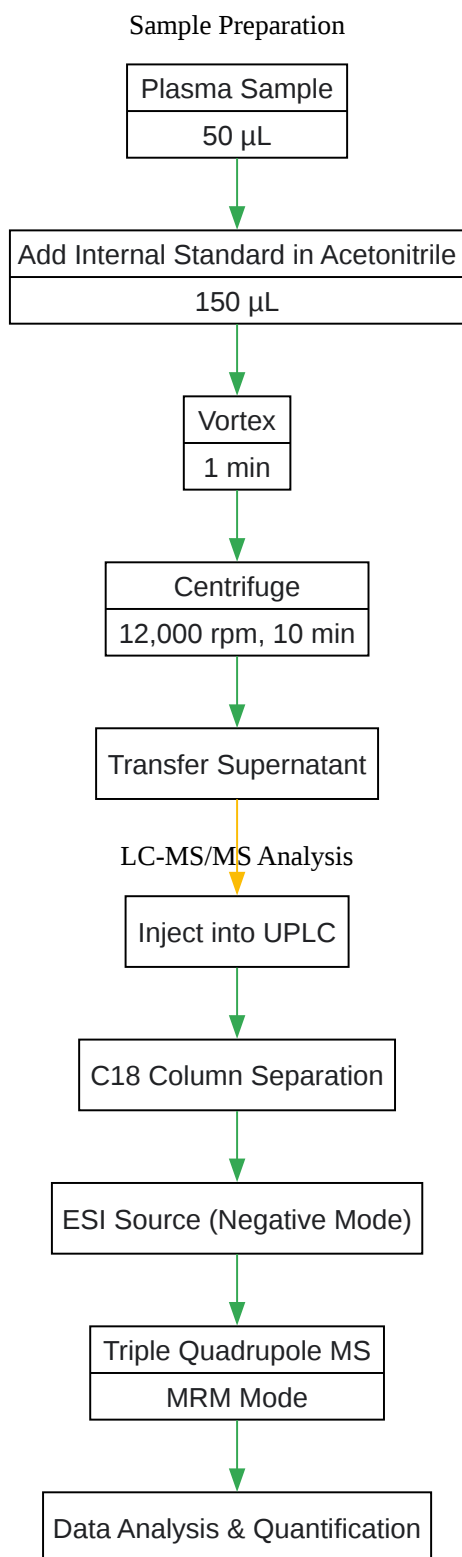 Sample Preparation
Plasma Sample
50 µL
Add Internal Standard in Acetonitrile
150 µL
Vortex
1 min
Centrifuge
12,000 rpm, 10 min
Transfer Supernatant
LC-MS/MS Analysis
Inject into UPLC
C18 Column Separation
ESI Source (Negative Mode)
Triple Quadrupole MS
MRM Mode
Data Analysis & Quantification